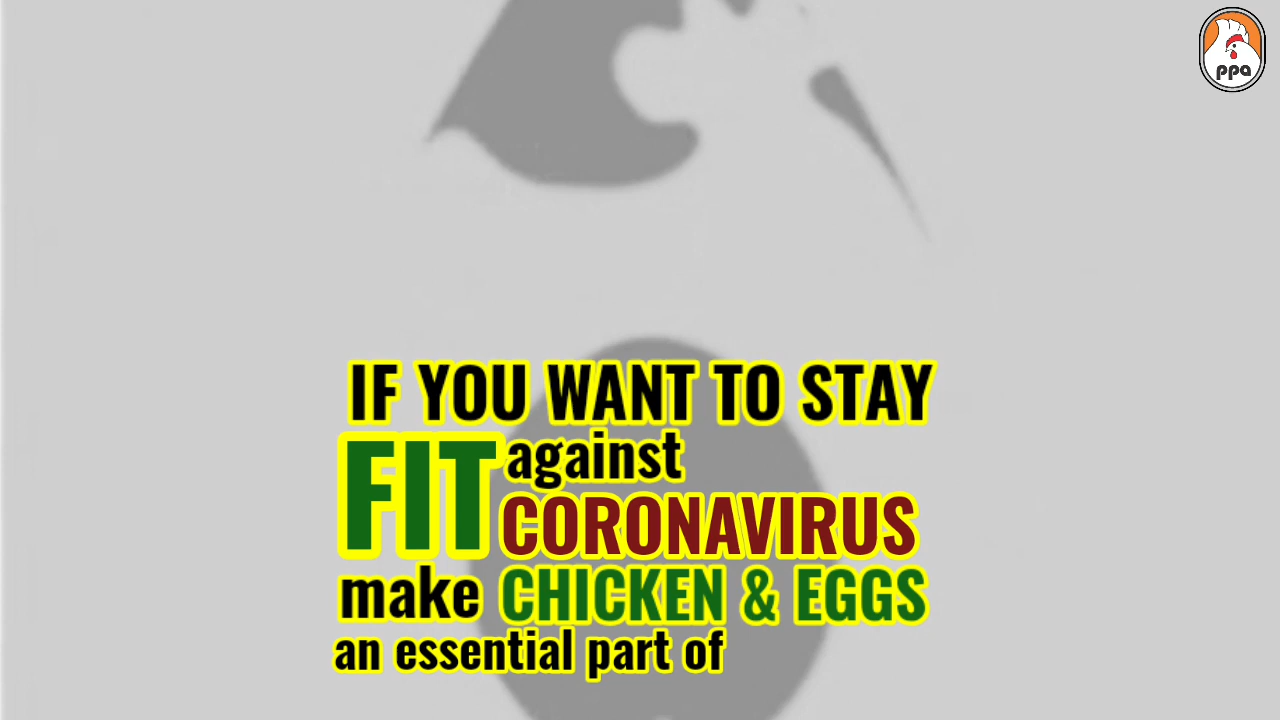 ppa
IF YOU WANT TO STAY
FIT against
CORONAVIRUS
make CHICKEN & EGGS
an essential part of